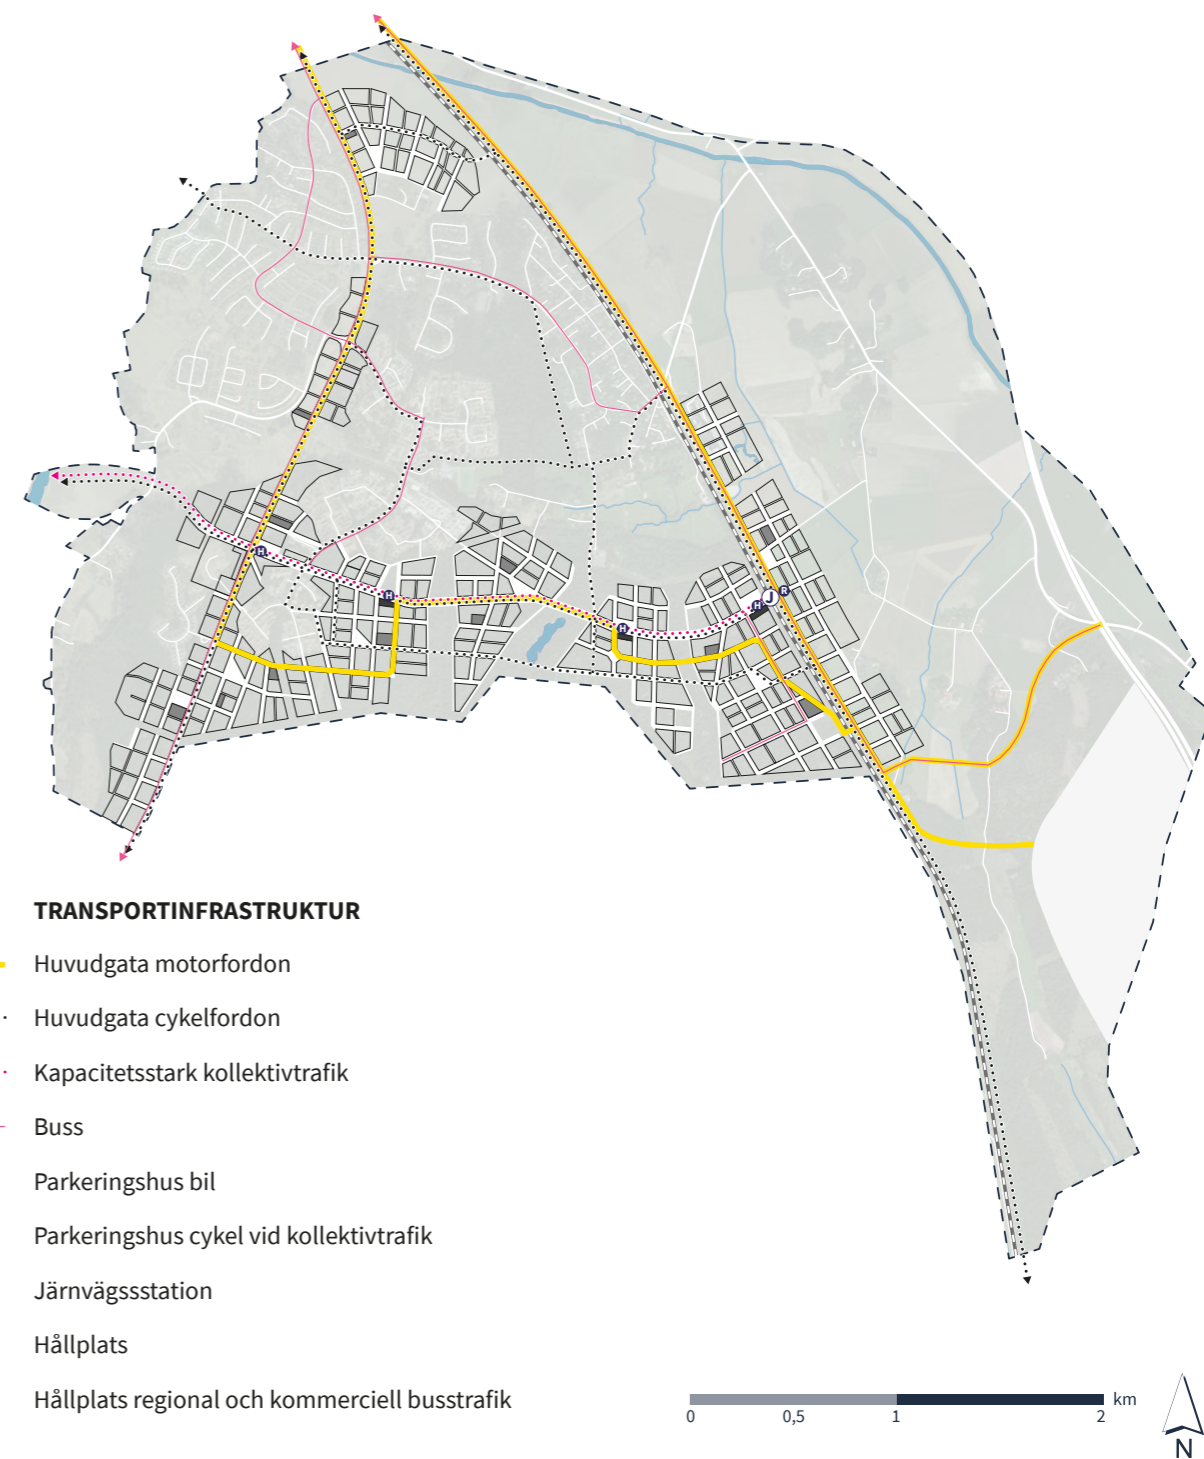 H
H
H
H
J
R
TRANSPORTINFRASTRUKTUR
Huvudgata motorfordon
Huvudgata cykelfordon
Kapacitetsstark kollektivtrafik
Buss
Parkeringshus bil
Parkeringshus cykel vid kollektivtrafik
Järnvägssstation
Hållplats
Hållplats regional och kommerciell busstrafik
0 0,5 1 2 km
N